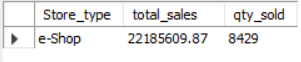 Store_type total_sales qty_sold
e-Shop 22185609.87 8429